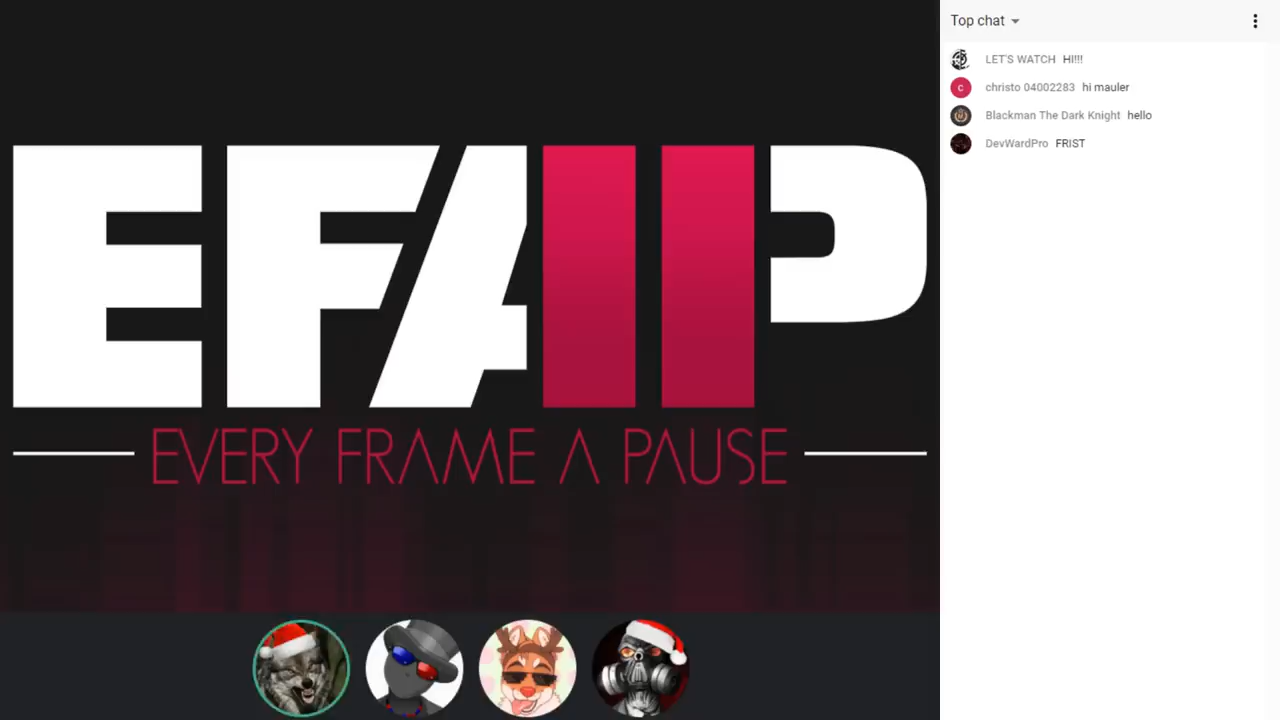 EFAP
EVERY FRAME A PAUSE
Top chat
LET'S WATCH HI!!!
C christo 04002283 hi mauler
Blackman The Dark Knight hello
DevWardPro FRIST